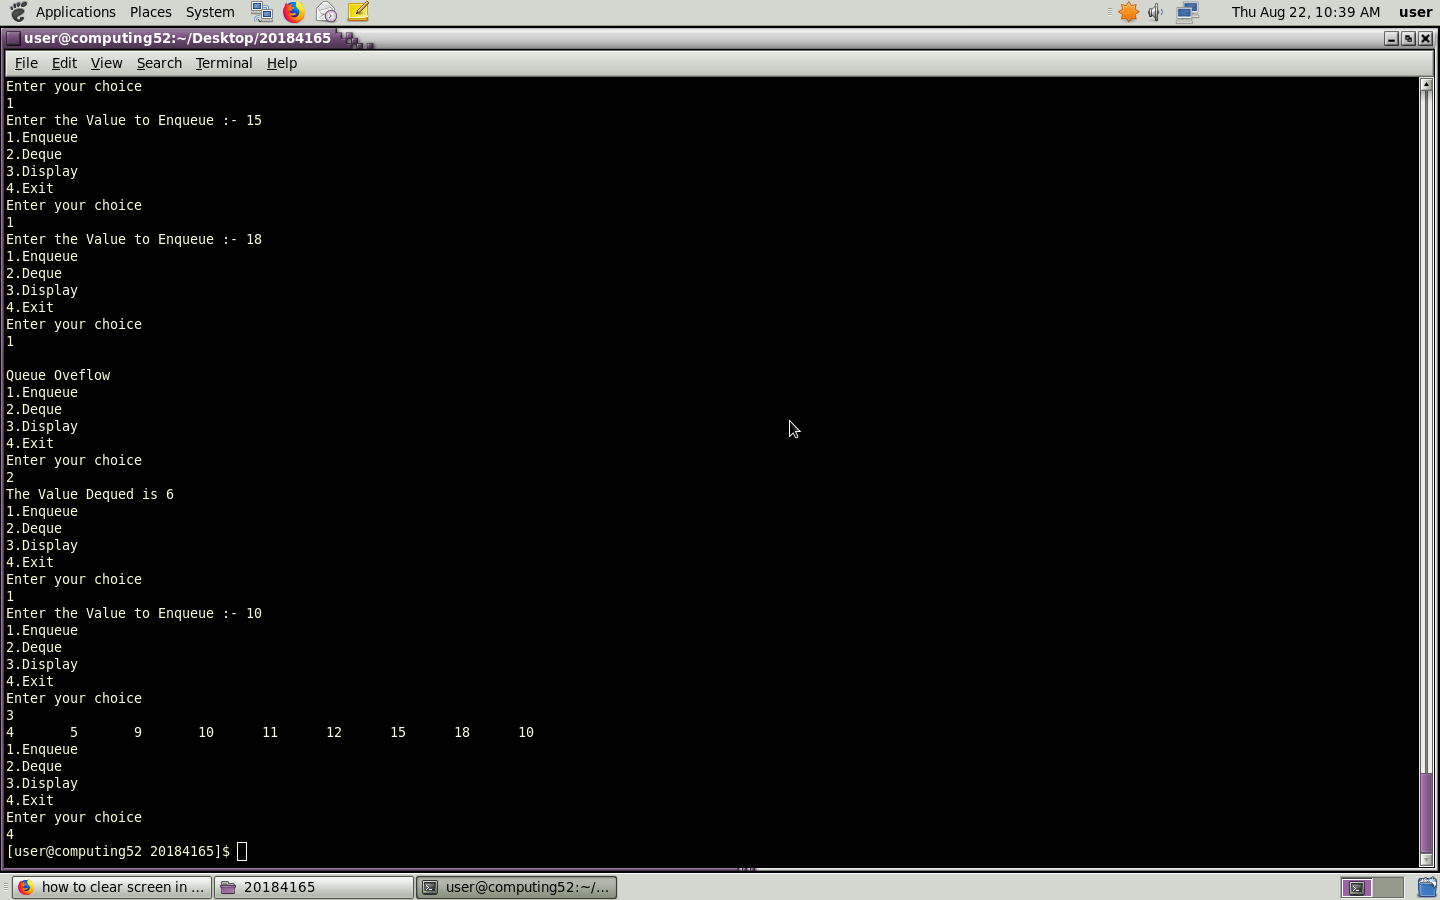 Applications Places System Thu Aug 22, 10:39 AM user
user@computing52:~/Desktop/20184165
File Edit View Search Terminal Help
Enter your choice
1
Enter the Value to Enqueue :- 15
1.Enqueue
2.Deque
3.Display
4.Exit
Enter your choice
1
Enter the Value to Enqueue :- 18
1.Enqueue
2.Deque
3.Display
4.Exit
Enter your choice
1
Queue Oveflow
1.Enqueue
2.Deque
3.Display
4.Exit
Enter your choice
2
The Value Dequed is 6
1.Enqueue
2.Deque
3.Display
4.Exit
Enter your choice
1
Enter the Value to Enqueue :- 10
1.Enqueue
2.Deque
3.Display
4.Exit
Enter your choice
3
4 5 9 10 11 12 15 18 10
1.Enqueue
2.Deque
3.Display
4.Exit
Enter your choice
4
[user@computing52 20184165]$
how to clear screen in ... 20184165 user@computing52:~/...